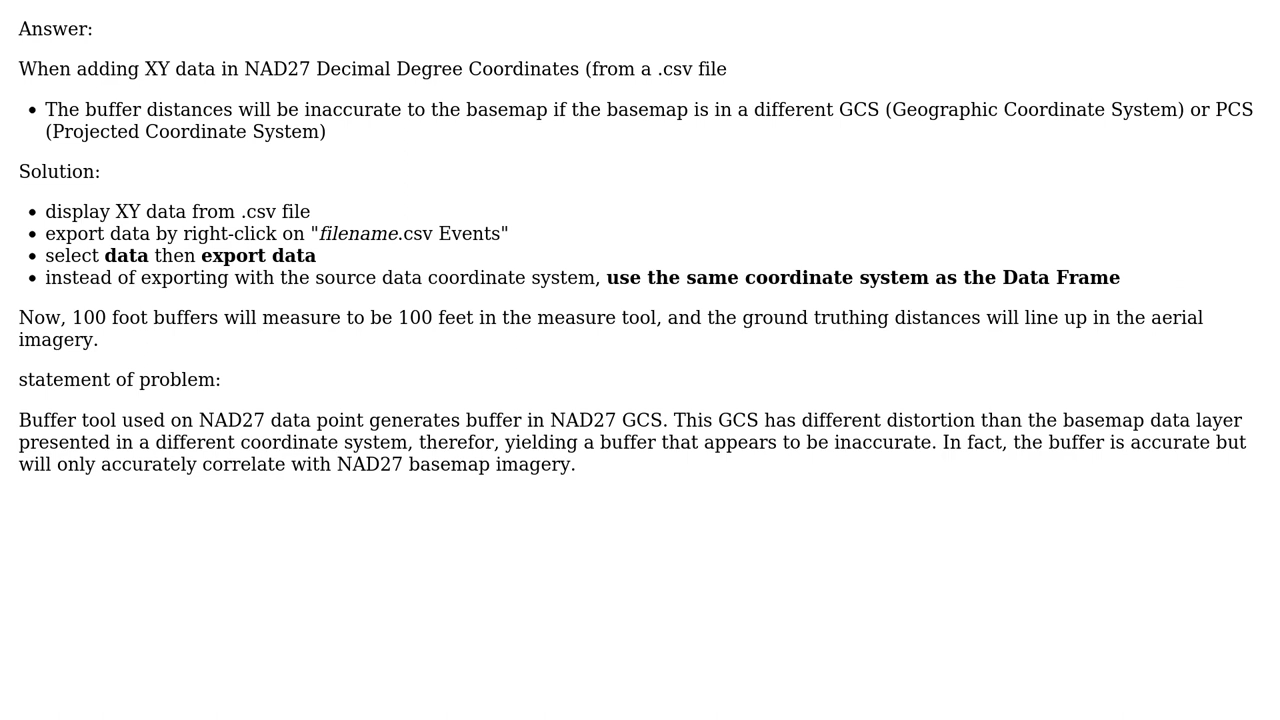 Answer:
When adding XY data in NAD27 Decimal Degree Coordinates (from a .csv file
• The buffer distances will be inaccurate to the basemap if the basemap is in a different GCS (Geographic Coordinate System) or PCS
(Projected Coordinate System)
Solution:
• display XY data from .csv file
• export data by right-click on "filename.csv Events"
• select data then export data
• instead of exporting with the source data coordinate system, use the same coordinate system as the Data Frame
Now, 100 foot buffers will measure to be 100 feet in the measure tool, and the ground truthing distances will line up in the aerial
imagery.
statement of problem:
Buffer tool used on NAD27 data point generates buffer in NAD27 GCS. This GCS has different distortion than the basemap data layer
presented in a different coordinate system, therefor, yielding a buffer that appears to be inaccurate. In fact, the buffer is accurate but
will only accurately correlate with NAD27 basemap imagery.